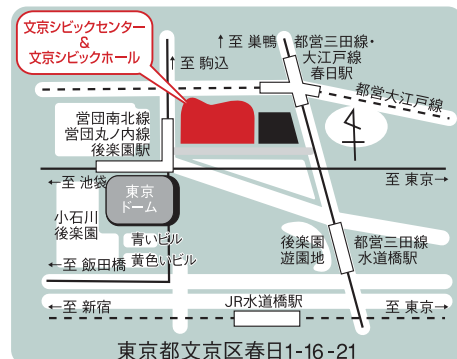 文京シビックセンター
&
文京シビックホール
↑至 巣鴨
↑至 駒込
都営三田線・
大江戸線
春日駅
都営大江戸線
営団南北線
営団丸ノ内線
後楽園駅
←至 池袋
至 東京→
東京
ドーム
小石川
後楽園
青いビル
黄色いビル
←至 飯田橋
後楽園
遊園地
都営三田線
水道橋駅
←至 新宿
JR水道橋駅
至 東京→
東京都文京区春日1-16-21